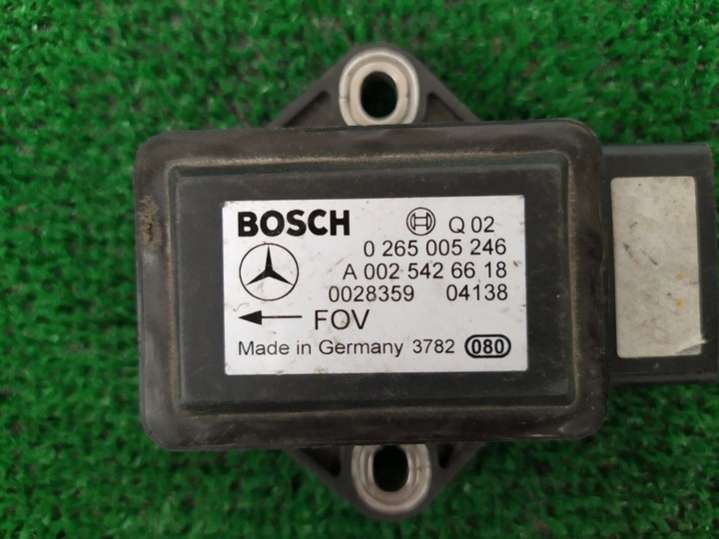 BOSCH Q 02
0 265 005 246
A 002 542 66 18
0028359 04138
FOV
Made in Germany 3782 080